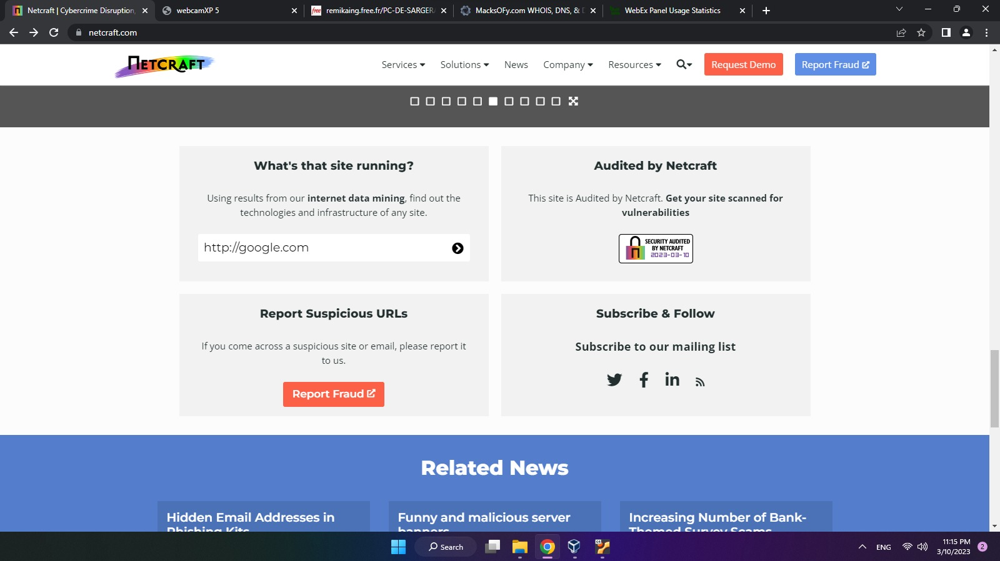 Netcraft | Cybercrime Disruption,
webcamXP 5
remikaing.free.fr/PC-DE-SARGER
MacksOFy.com WHOIS, DNS, &
WebEx Panel Usage Statistics
netcraft.com
NETCRAFT
Services
Solutions
News
Company
Resources
Request Demo
Report Fraud
What's that site running?
Using results from our internet data mining, find out the
technologies and infrastructure of any site.
http://google.com
Audited by Netcraft
This site is Audited by Netcraft. Get your site scanned for
vulnerabilities
SECURITY AUDITED
BY NETCRAFT
2023-03-10
Report Suspicious URLs
If you come across a suspicious site or email, please report it
to us.
Report Fraud
Subscribe & Follow
Subscribe to our mailing list
Related News
Hidden Email Addresses in
Phishing Kits
Funny and malicious server
banners
Increasing Number of Bank-
Themed Survey Scams
Search
ENG
11:15 PM
3/10/2023
2